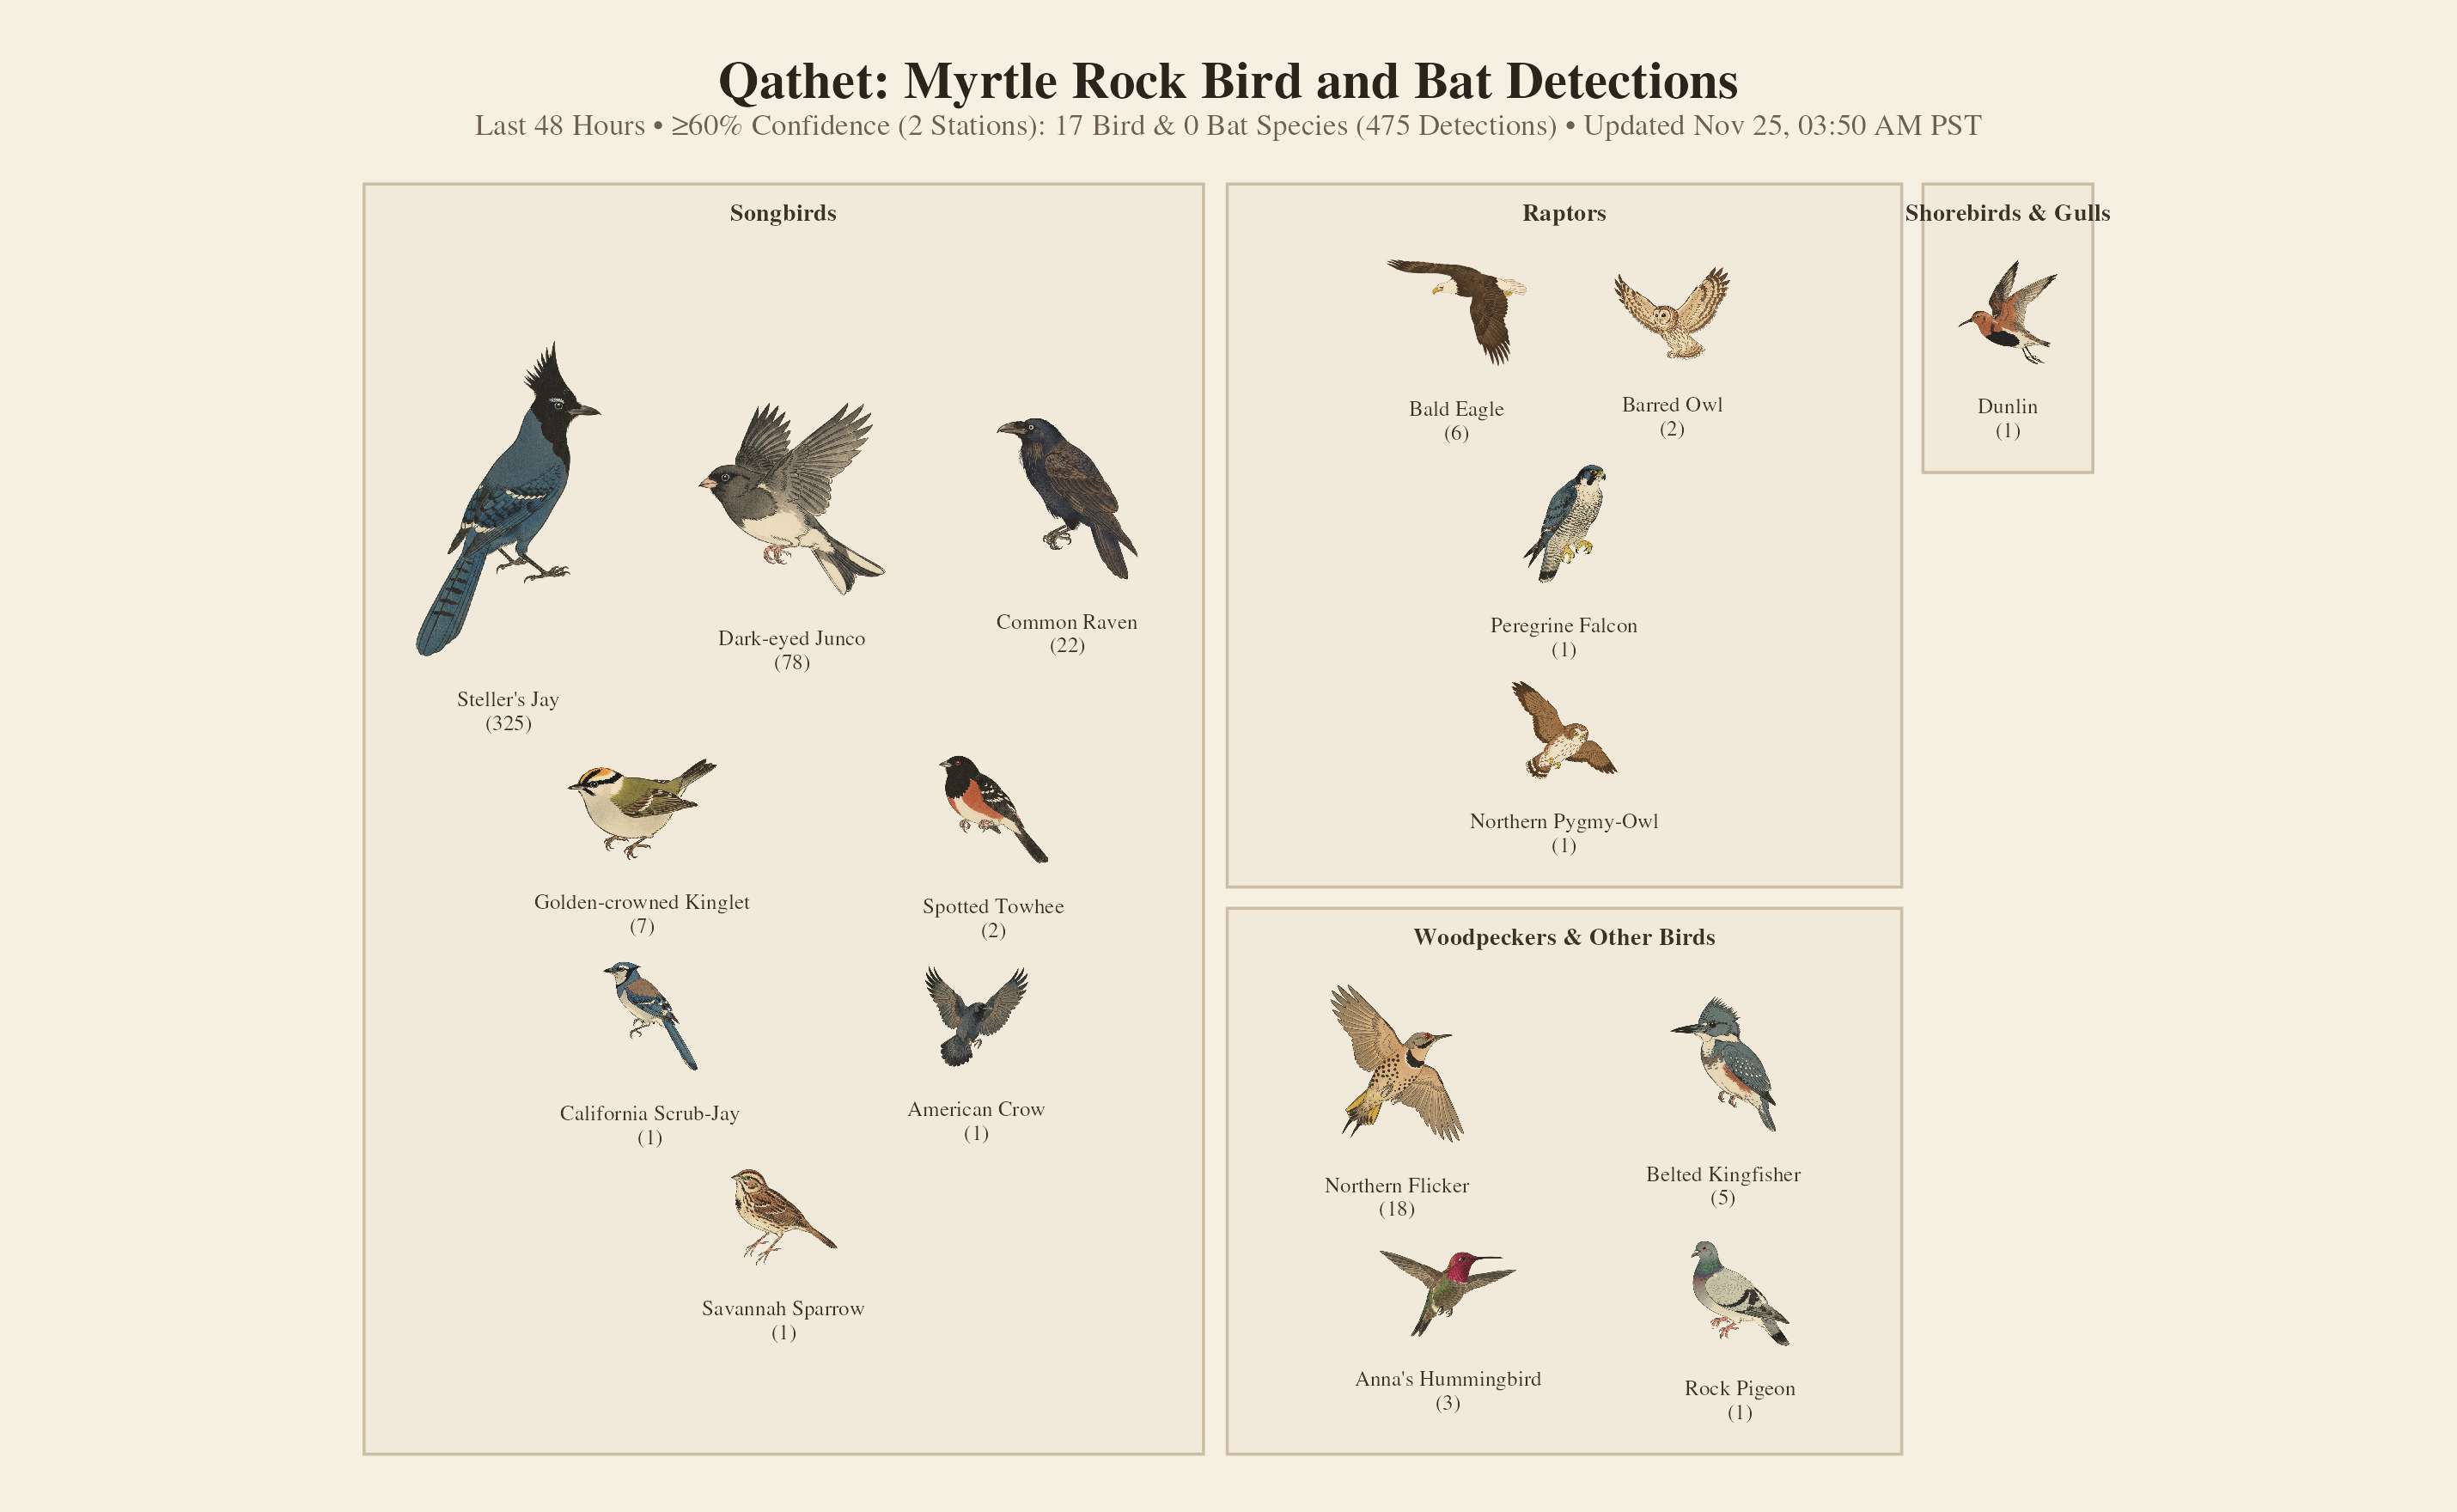 Qathet: Myrtle Rock Bird and Bat Detections
Last 48 Hours • ≥60% Confidence (2 Stations): 17 Bird & 0 Bat Species (475 Detections) • Updated Nov 25, 03:50 AM PST
Songbirds
Steller's Jay
(325)
Dark-eyed Junco
(78)
Common Raven
(22)
Golden-crowned Kinglet
(7)
Spotted Towhee
(2)
California Scrub-Jay
(1)
American Crow
(1)
Savannah Sparrow
(1)
Raptors
Bald Eagle
(6)
Barred Owl
(2)
Peregrine Falcon
(1)
Northern Pygmy-Owl
(1)
Woodpeckers & Other Birds
Northern Flicker
(18)
Belted Kingfisher
(5)
Anna's Hummingbird
(3)
Rock Pigeon
(1)
Shorebirds & Gulls
Dunlin
(1)